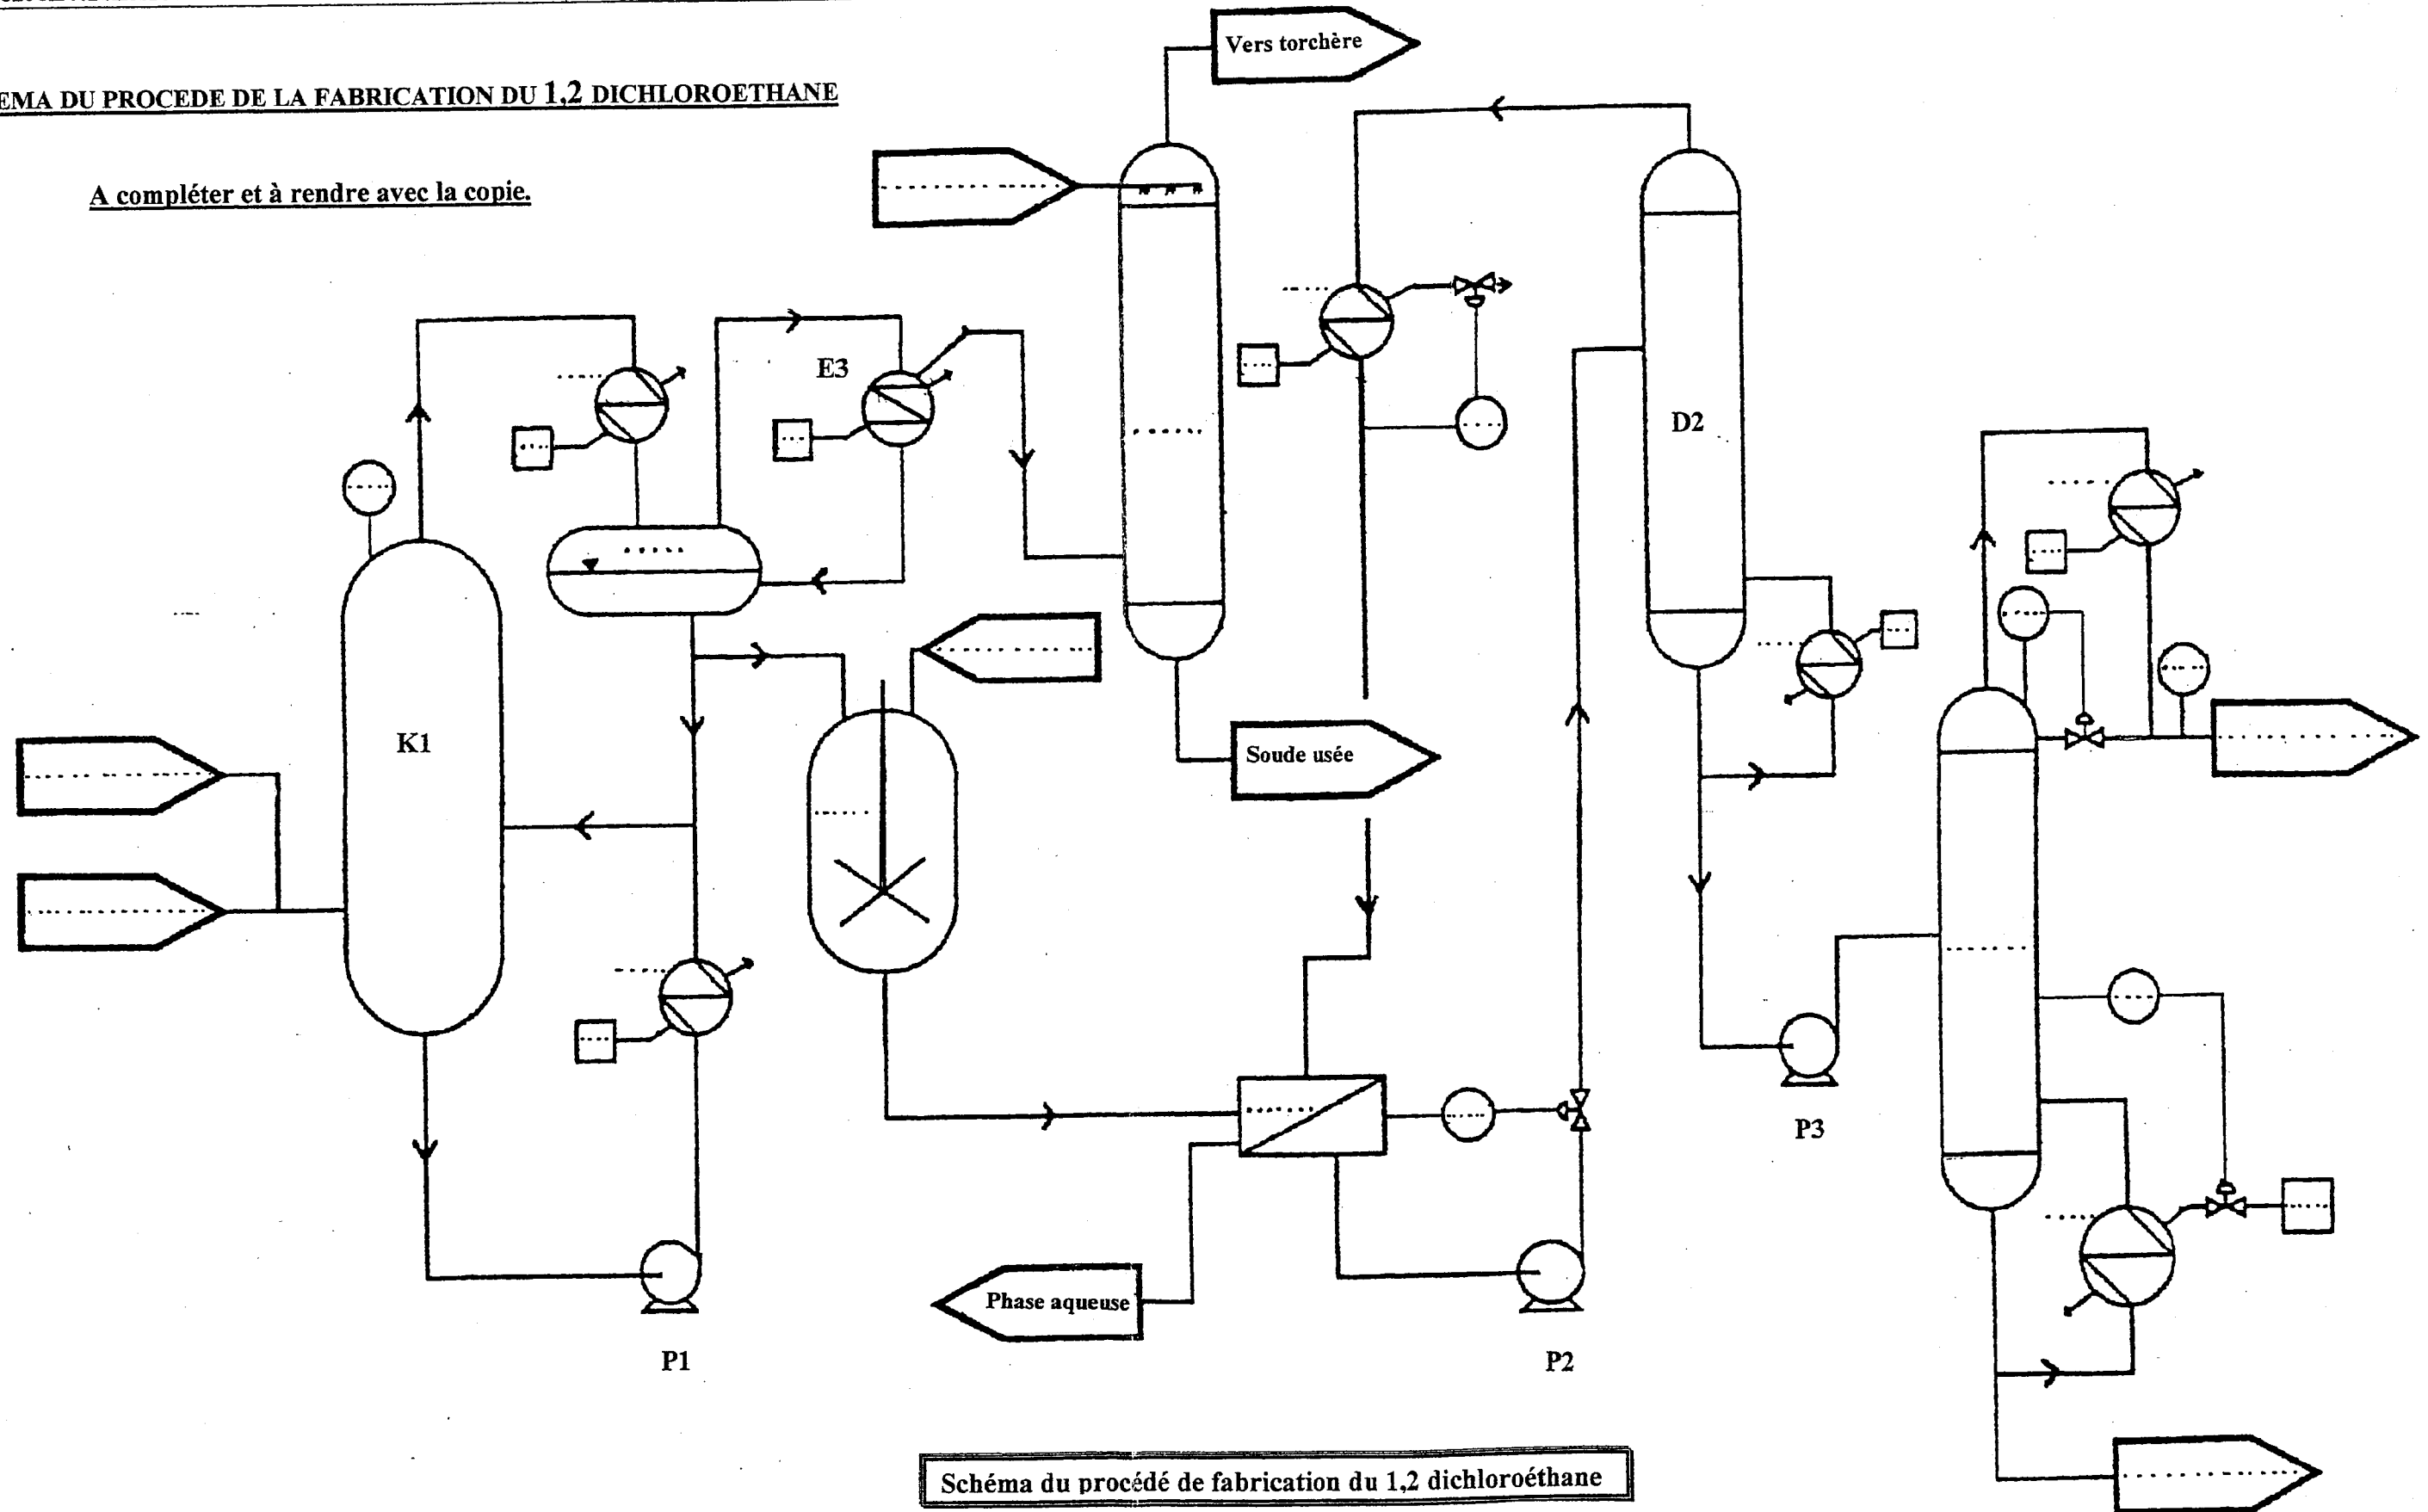 EMA DU PROCEDE DE LA FABRICATION DU 1,2 DICHLOROETHANE
A compléter et à rendre avec la copie.
Vers torchère
E3
D2
K1
Soude usée
P3
Phase aqueuse
P1
P2
Schéma du procédé de fabrication du 1,2 dichloroéthane